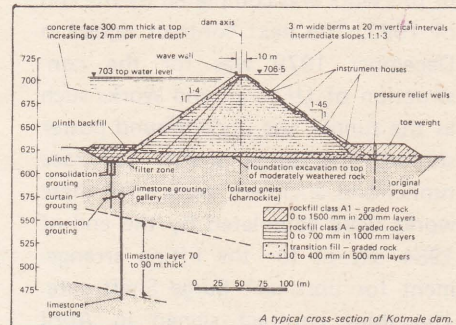 concrete face 300 mm thick at top
increasing by 2 mm per metre depth
dam axis
3 m wide berms at 20 m vertical intervals
intermediate slopes 1:1·3
wave wall
10 m
725
703 top water level
706·5
instrument houses
700
pressure relief wells
675
1·4
1
1·45
1
toe weight
650
plinth backfill
625
plinth
filter zone
foundation excavation to top
of moderately weathered rock
600
consolidation
grouting
curtain
grouting
limestone grouting
gallery
foliated gneiss
(charnockite)
original
ground
575
550
connection
grouting
rockfill class A1 – graded rock
0 to 1500 mm in 200 mm layers
525
limestone layer 70
to 90 m thick
rockfill class A – graded rock
0 to 700 mm in 1000 mm layers
500
transition fill – graded rock
0 to 400 mm in 500 mm layers
475
0 20 40 60 80 100 (m)
limestone
grouting
A typical cross-section of Kotmale dam.